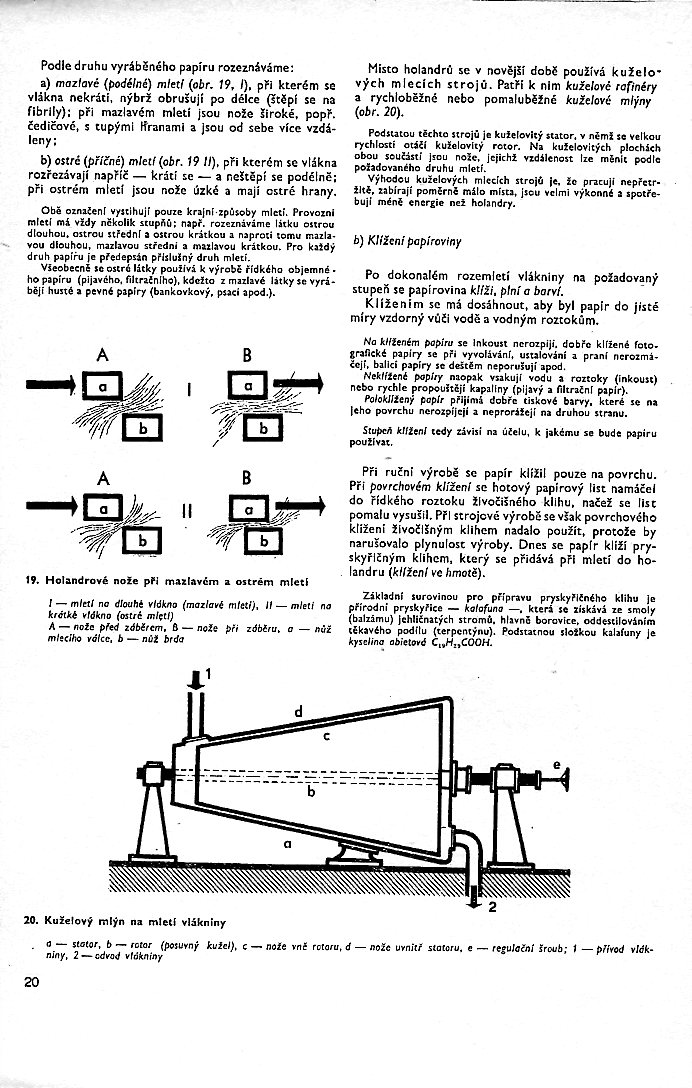 Podle druhu vyráběného papíru rozeznáváme:
a) mazlavé (podélné) mletí (obr. 19, I), při kterém se
vlákna nekrátí, nýbrž obrušují po délce (štěpí se na
fibrily); při mazlavém mletí jsou nože široké, popř.
čedičové, s tupými hranami a jsou od sebe více vzdá-
leny;
b) ostré (příčné) mletí (obr. 19 II), při kterém se vlákna
rozřezávají napříč — krátí se — a neštěpí se podélně;
při ostrém mletí jsou nože úzké a mají ostré hrany.
Obě označení vystihují pouze krajní způsoby mletí. Provozní
mletí má vždy několik stupňů; např. rozeznáváme látku ostrou
dlouhou, ostrou střední a ostrou krátkou a naproti tomu mazla-
vou dlouhou, mazlavou střední a mazlavou krátkou. Pro každý
druh papíru je předepsán příslušný druh mletí.
Všeobecně se ostré látky používá k výrobě řídkého objemné-
ho papíru (pijavého, filtračního), kdežto z mazlavé látky se vyrá-
bějí husté a pevné papíry (bankovkový, psací apod.).
A B
a b I a b
A B
a b II a b
19. Holandrové nože při mazlavém a ostrém mletí
I — mletí na dlouhé vlákno (mazlavé mletí), II — mletí na
krátké vlákno (ostré mletí)
A — nože před záběrem, B — nože při záběru, a — nůž
mlecího válce, b — nůž brda
Místo holandrů se v novější době používá kuželo-
vých mlecích strojů. Patří k nim kuželové rafinéry
a rychloběžné nebo pomaluběžné kuželové mlýny
(obr. 20).
Podstatou těchto strojů je kuželovitý stator, v němž se velkou
rychlostí otáčí kuželovitý rotor. Na kuželovitých plochách
obou součástí jsou nože, jejichž vzdálenost lze měnit podle
požadovaného druhu mletí.
Výhodou kuželových mlecích strojů je, že pracují nepřetr-
žitě, zabírají poměrně málo místa, jsou velmi výkonné a spotře-
bují méně energie než holandry.
b) Klížení papíroviny
Po dokonalém rozemletí vlákniny na požadovaný
stupeň se papírovina klíží, plní a barví.
Klížením se má dosáhnout, aby byl papír do jisté
míry vzdorný vůči vodě a vodným roztokům.
Na klíženém papíru se inkoust nerozpíjí, dobře klížené foto-
grafické papíry se při vyvolávání, ustalování a praní nerozmá-
čejí, balicí papíry se deštěm neporušují apod.
Neklížené papíry naopak vsakují vodu a roztoky (inkoust)
nebo rychle propouštějí kapaliny (pijavý a filtrační papír).
Poloklížený papír přijímá dobře tiskové barvy, které se na
jeho povrchu nerozpíjejí a neprorážejí na druhou stranu.
Stupeň klížení tedy závisí na účelu, k jakému se bude papíru
používat.
Při ruční výrobě se papír klížil pouze na povrchu.
Při povrchovém klížení se hotový papírový list namáčel
do řídkého roztoku živočišného klihu, načež se list
pomalu vysušil. Při strojové výrobě se však povrchového
klížení živočišným klihem nadalo použít, protože by
narušovalo plynulost výroby. Dnes se papír klíží pry-
skyřičným klihem, který se přidává při mletí do ho-
landru (klížení ve hmotě).
Základní surovinou pro přípravu pryskyřičného klihu je
přírodní pryskyřice — kalafuna —, která se získává ze smoly
(balzámu) jehličnatých stromů, hlavně borovice, oddestilováním
těkavého podílu (terpentýnu). Podstatnou složkou kalafuny je
kyselina abietová C₁₉H₂₉COOH.
1
d
c
e
b
a
2
20. Kuželový mlýn na mletí vlákniny
a — stator, b — rotor (posuvný kužel), c — nože vně rotoru, d — nože uvnitř statoru, e — regulační šroub; 1 — přívod vlák-
niny, 2 — odvod vlákniny
20